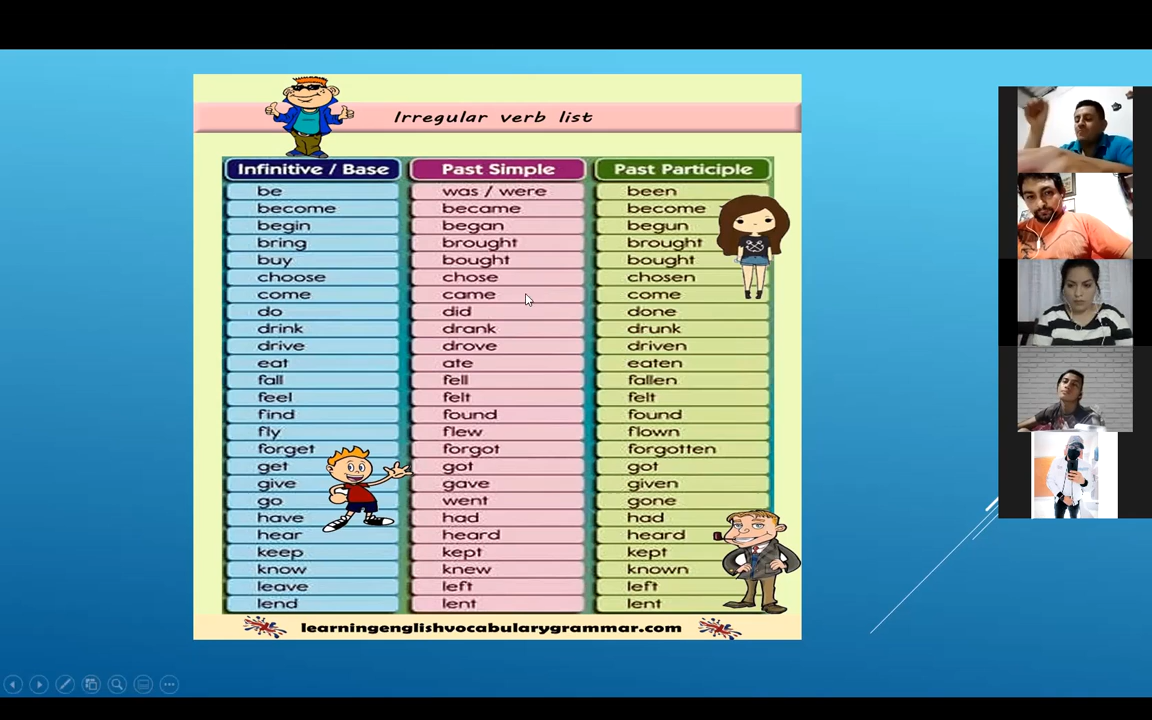 Irregular verb list
Infinitive / Base Past Simple Past Participle
be was / were been
become became become
begin began begun
bring brought brought
buy bought bought
choose chose chosen
come came come
do did done
drink drank drunk
drive drove driven
eat ate eaten
fall fell fallen
feel felt felt
find found found
fly flew flown
forget forgot forgotten
get got got
give gave given
go went gone
have had had
hear heard heard
keep kept kept
know knew known
leave left left
lend lent lent
learningenglishvocabularygrammar.com